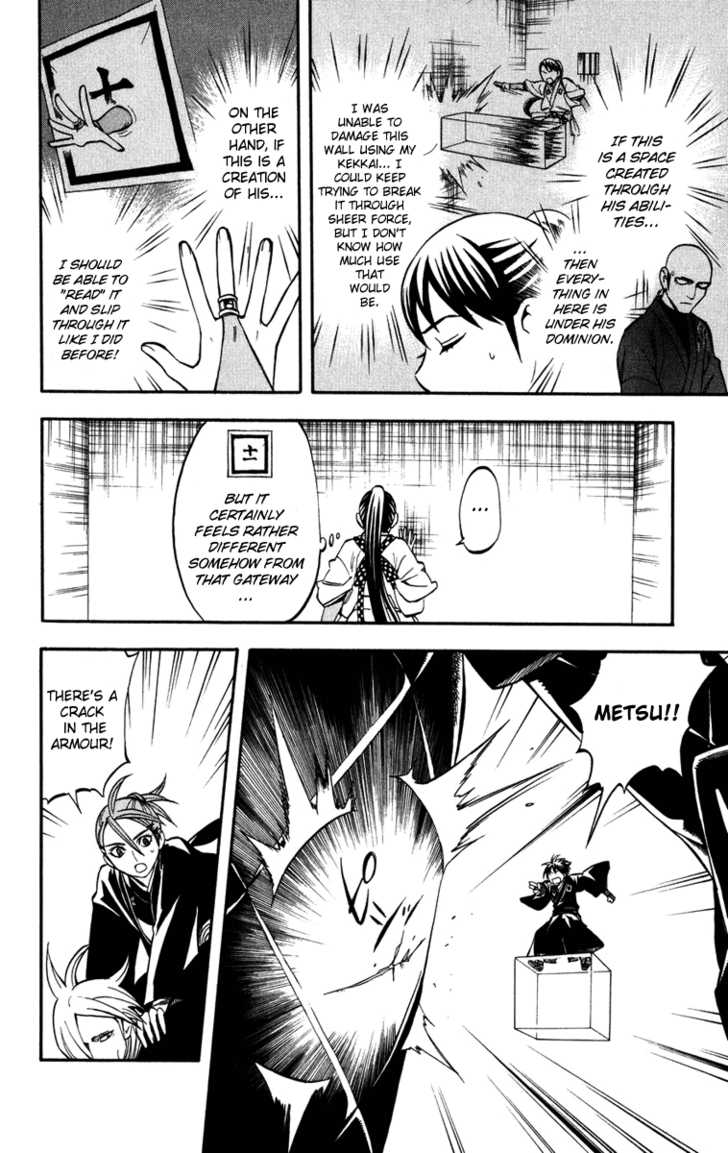 IF THIS
IS A SPACE
CREATED
THROUGH
HIS ABILI-
TIES...
...
THEN
EVERY-
THING IN
HERE IS
UNDER HIS
DOMINION.
I WAS
UNABLE TO
DAMAGE THIS
WALL USING MY
KEKKAI... I
COULD KEEP
TRYING TO BREAK
IT THROUGH
SHEER FORCE,
BUT I DON'T
KNOW HOW
MUCH USE
THAT
WOULD
BE.
ON THE
OTHER
HAND, IF
THIS IS A
CREATION
OF HIS...
十
I SHOULD
BE ABLE TO
"READ" IT
AND SLIP
THROUGH IT
LIKE I DID
BEFORE!
...
十二
BUT IT
CERTAINLY
FEELS RATHER
DIFFERENT
SOMEHOW FROM
THAT GATEWAY
...
METSU!!
ピ
THERE'S A
CRACK
IN THE
ARMOUR!